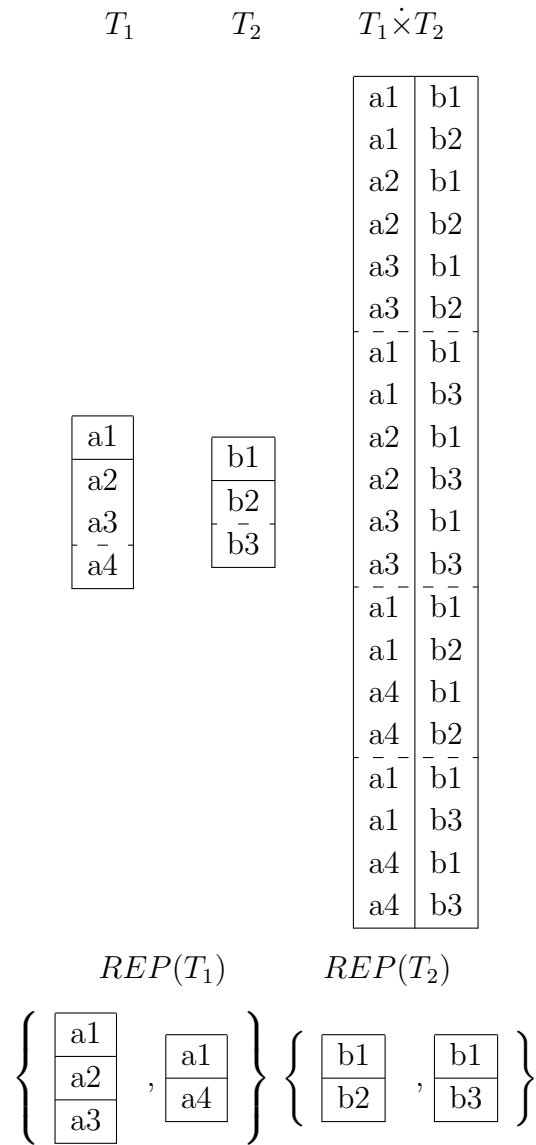 T₁ T₂ T₁×̇T₂
a1 b1
a1 b2
a2 b1
a2 b2
a3 b1
a3 b2
a1 b1
a1 b3
a2 b1
a2 b3
a3 b1
a3 b3
a1 b1
a1 b2
a4 b1
a4 b2
a1 b1
a1 b3
a4 b1
a4 b3
a1
a2
a3
a4
b1
b2
b3
REP(T₁) REP(T₂)
{ a1 a2 a3 , a1 a4 } { b1 b2 , b1 b3 }